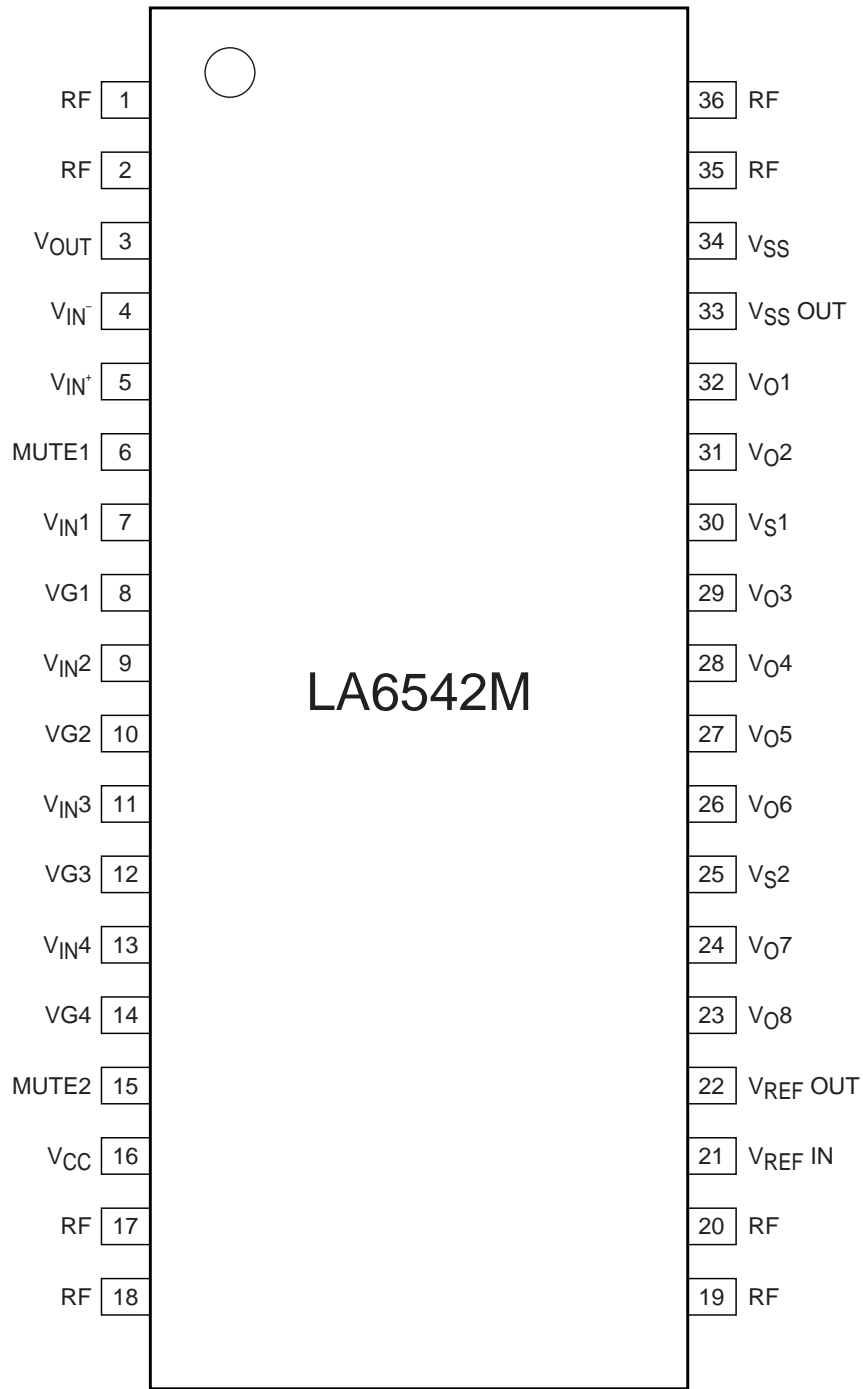 RF 1 36 RF
RF 2 35 RF
VOUT 3 34 VSS
VIN- 4 33 VSS OUT
VIN+ 5 32 VO1
MUTE1 6 31 VO2
VIN1 7 30 VS1
VG1 8 29 VO3
VIN2 9 28 VO4
LA6542M
VG2 10 27 VO5
VIN3 11 26 VO6
VG3 12 25 VS2
VIN4 13 24 VO7
VG4 14 23 VO8
MUTE2 15 22 VREF OUT
VCC 16 21 VREF IN
RF 17 20 RF
RF 18 19 RF